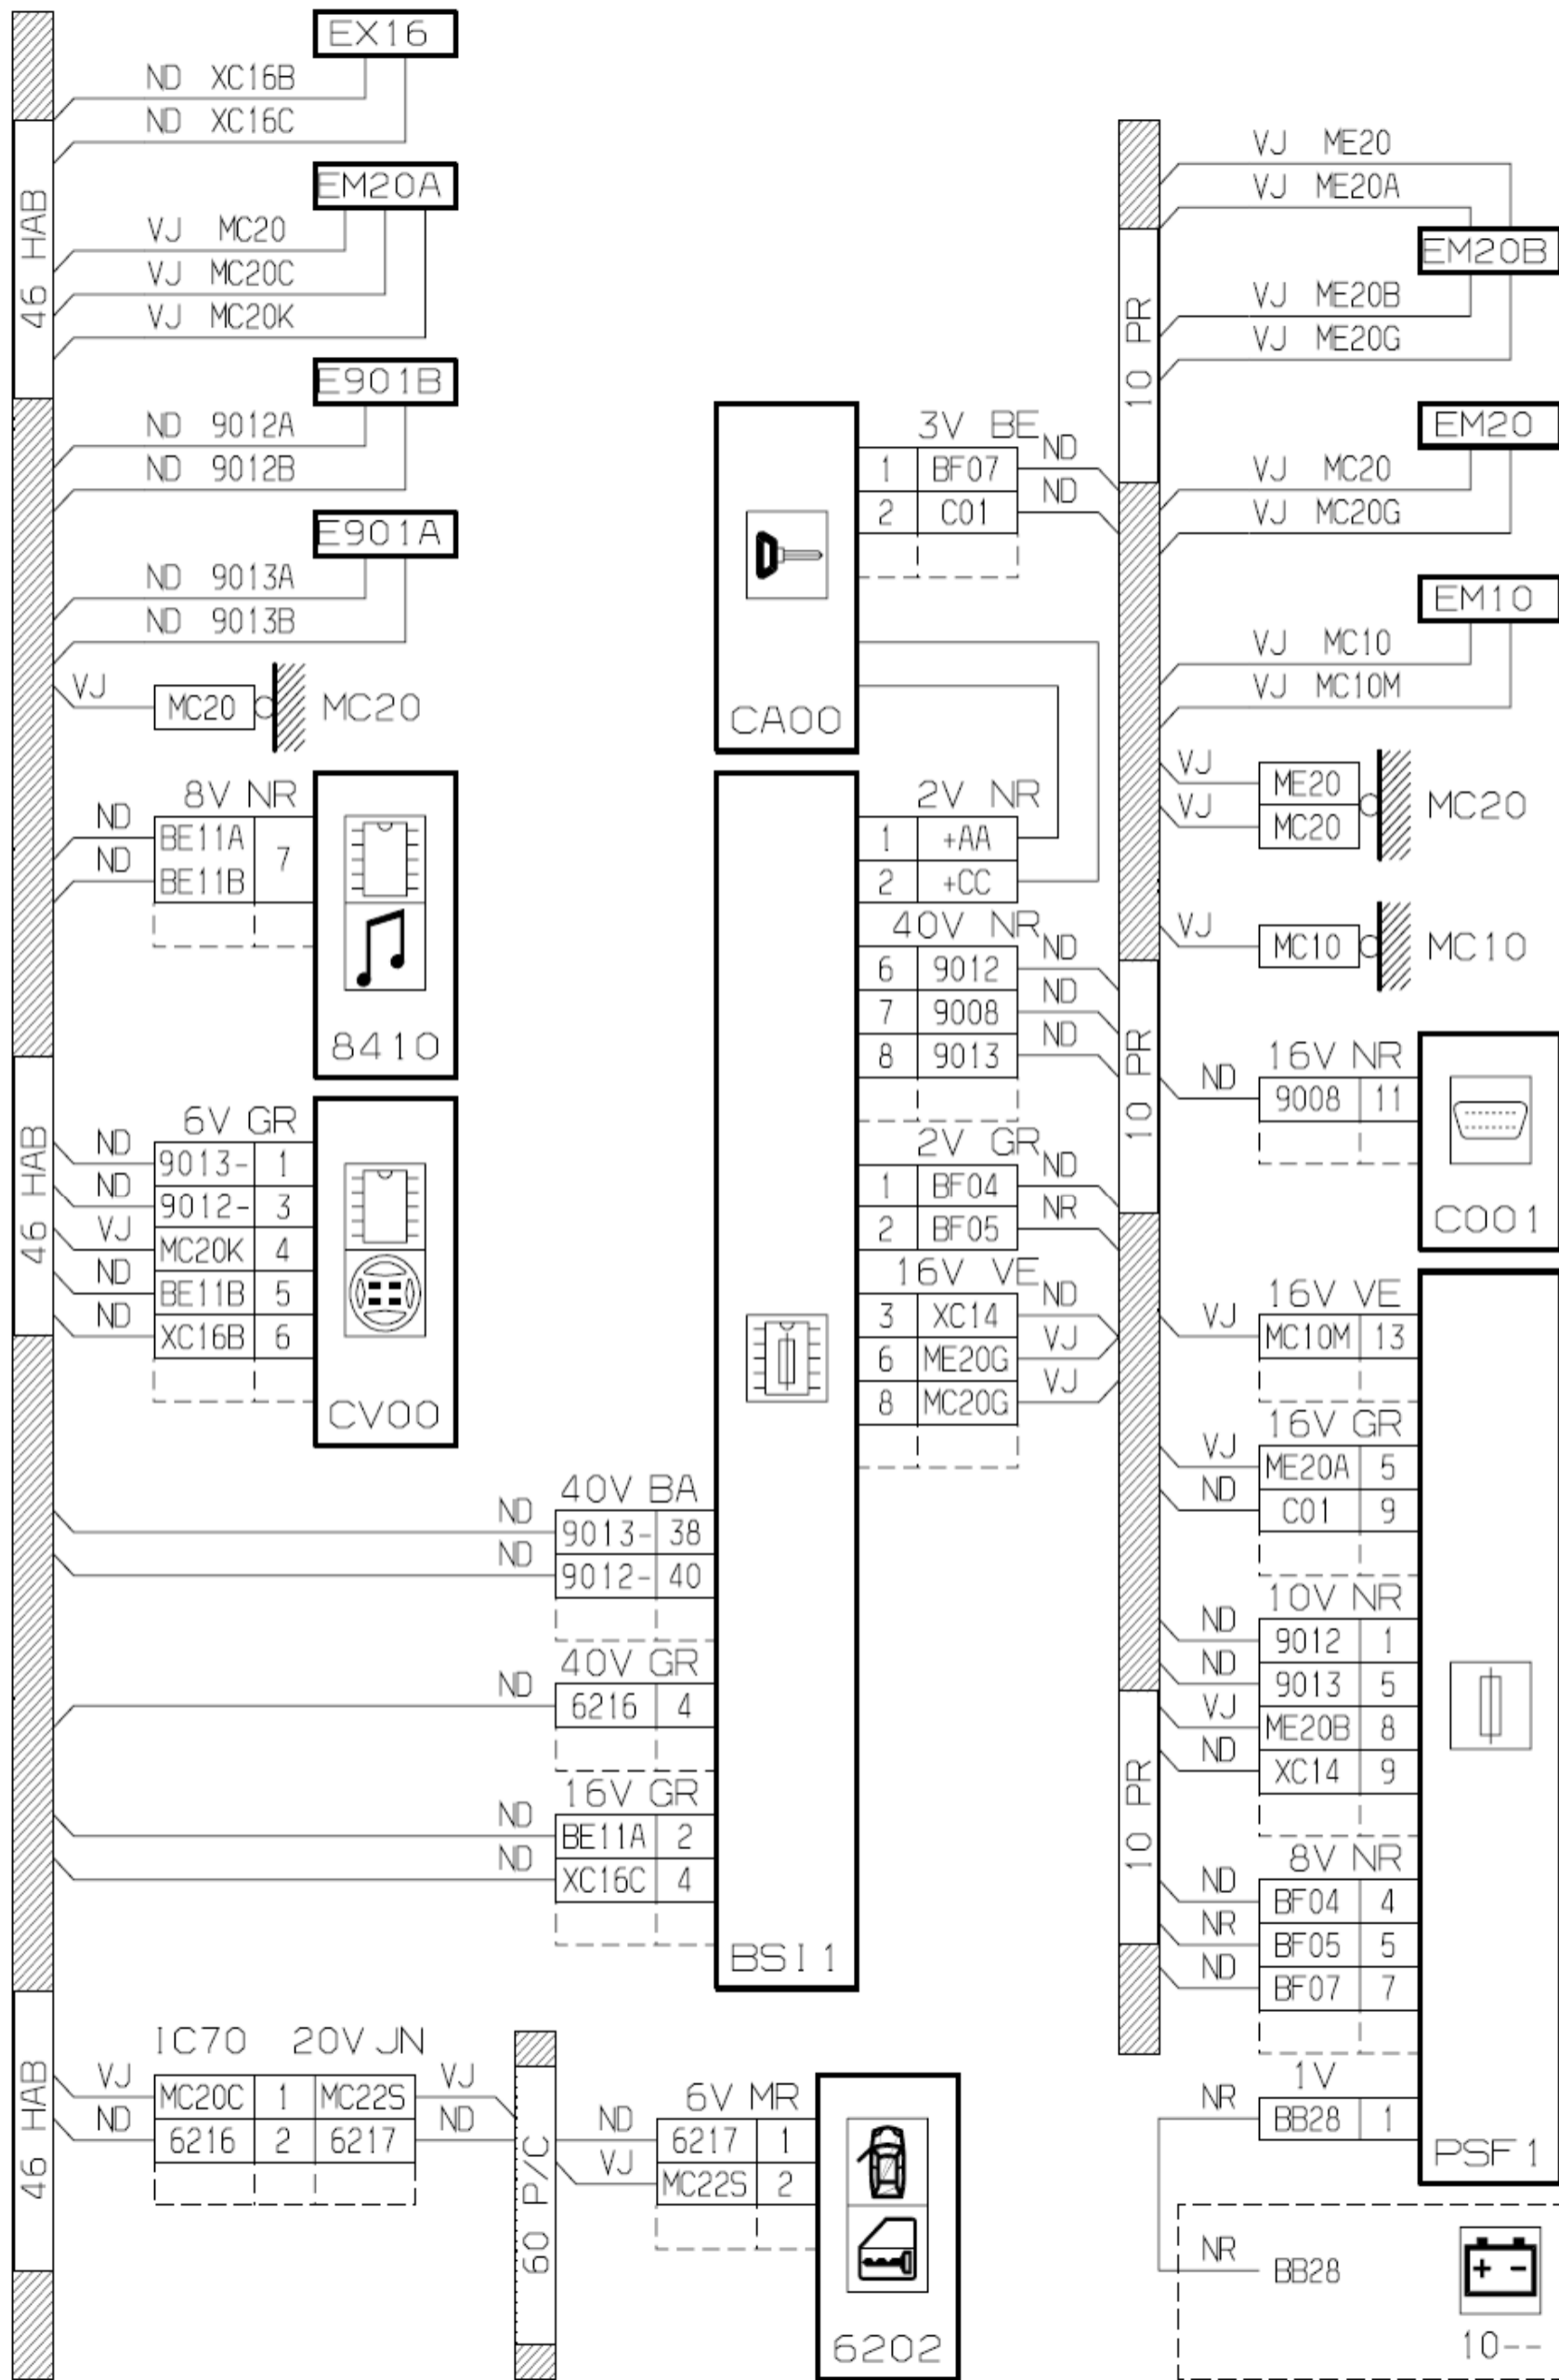 EX16
ND XC16B
ND XC16C
EM20A
VJ MC20
VJ MC20C
VJ MC20K
46 HAB
E901B
ND 9012A
ND 9012B
E901A
ND 9013A
ND 9013B
VJ
MC20
MC20
8V NR
ND
BE11A
ND
BE11B
7
8410
6V GR
ND
9013- 1
ND
9012- 3
VJ
MC20K 4
ND
BE11B 5
ND
XC16B 6
CV00
46 HAB
40V BA
ND
9013- 38
ND
9012- 40
40V GR
ND
6216 4
16V GR
ND
BE11A 2
ND
XC16C 4
BSI1
46 HAB
IC70 20V JN
VJ
MC20C 1 MC22S
VJ
ND
6216 2 6217
ND
60 P/C
6V MR
ND
6217 1
VJ
MC22S 2
6202
CA00
3V BE
1 BF07
ND
2 C01
ND
2V NR
1 +AA
2 +CC
40V NR
6 9012
ND
7 9008
ND
8 9013
ND
2V GR
1 BF04
ND
2 BF05
NR
16V VE
3 XC14
ND
6 ME20G
VJ
8 MC20G
VJ
10 PR
VJ ME20
VJ ME20A
EM20B
VJ ME20B
VJ ME20G
EM20
VJ MC20
VJ MC20G
EM10
VJ MC10
VJ MC10M
VJ
ME20
VJ
MC20
MC20
VJ
MC10
MC10
10 PR
16V NR
ND
9008 11
C001
16V VE
VJ
MC10M 13
16V GR
VJ
ME20A 5
ND
C01 9
10V NR
ND
9012 1
ND
9013 5
VJ
ME20B 8
ND
XC14 9
10 PR
8V NR
ND
BF04 4
NR
BF05 5
ND
BF07 7
1V
NR
BB28 1
PSF1
NR
BB28
+ -
10--